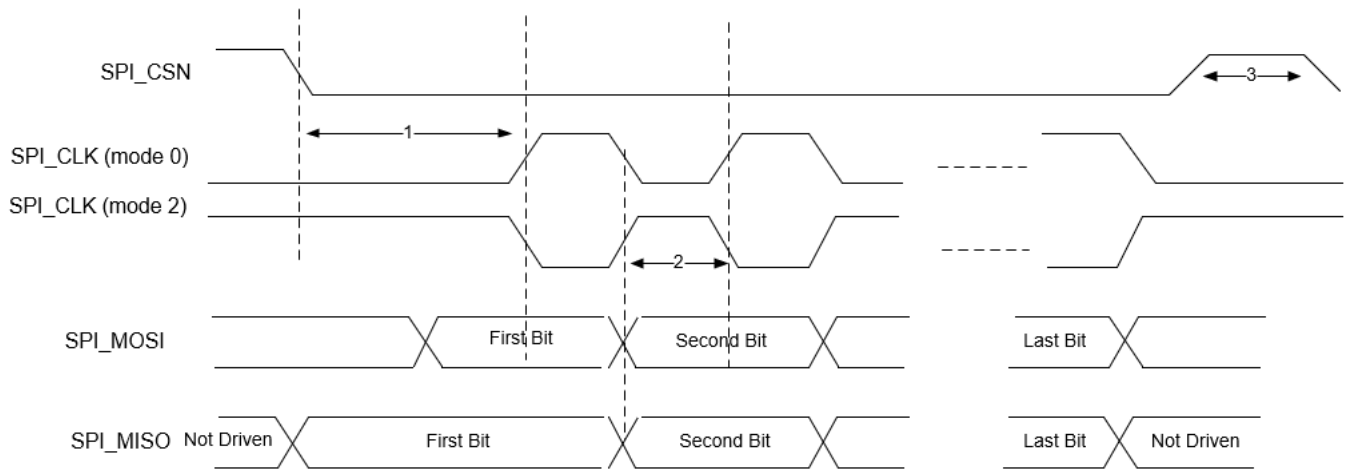 SPI_CSN
3
1
SPI_CLK (mode 0)
SPI_CLK (mode 2)
2
SPI_MOSI First Bit Second Bit Last Bit
SPI_MISO Not Driven First Bit Second Bit Last Bit Not Driven